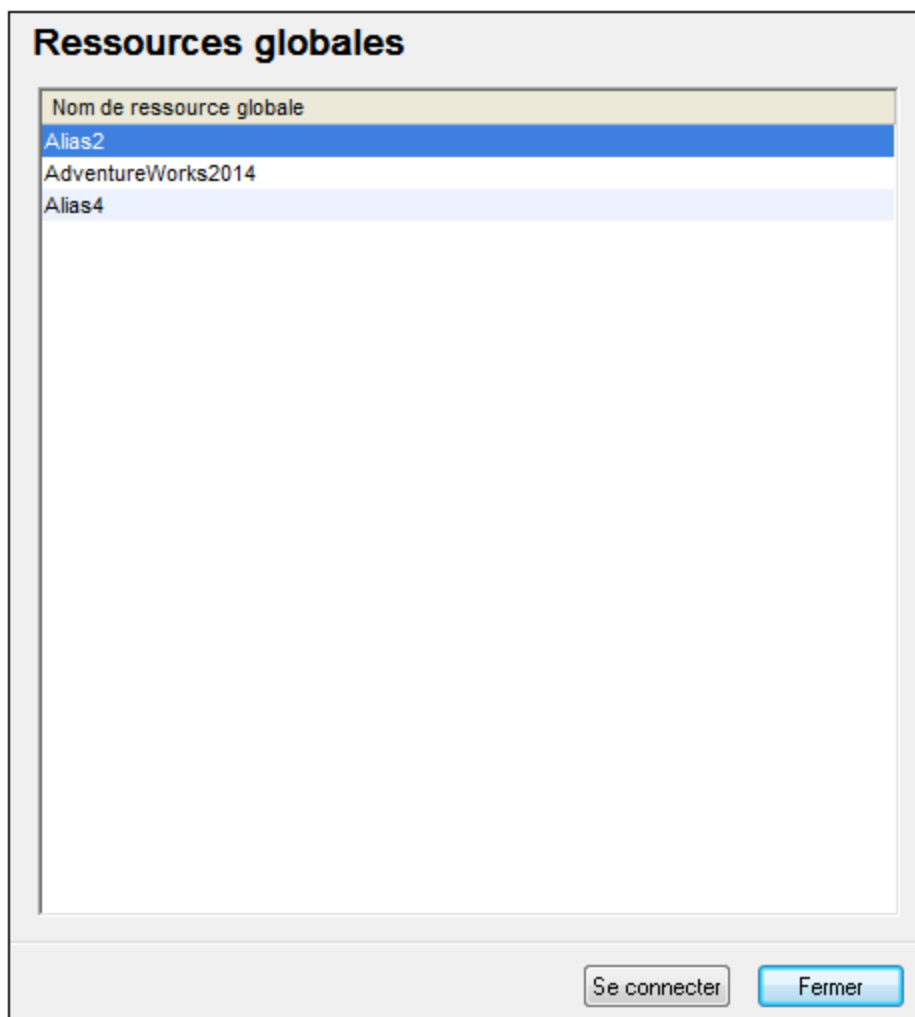 Ressources globales
Nom de ressource globale
Alias2
AdventureWorks2014
Alias4
Se connecter Fermer